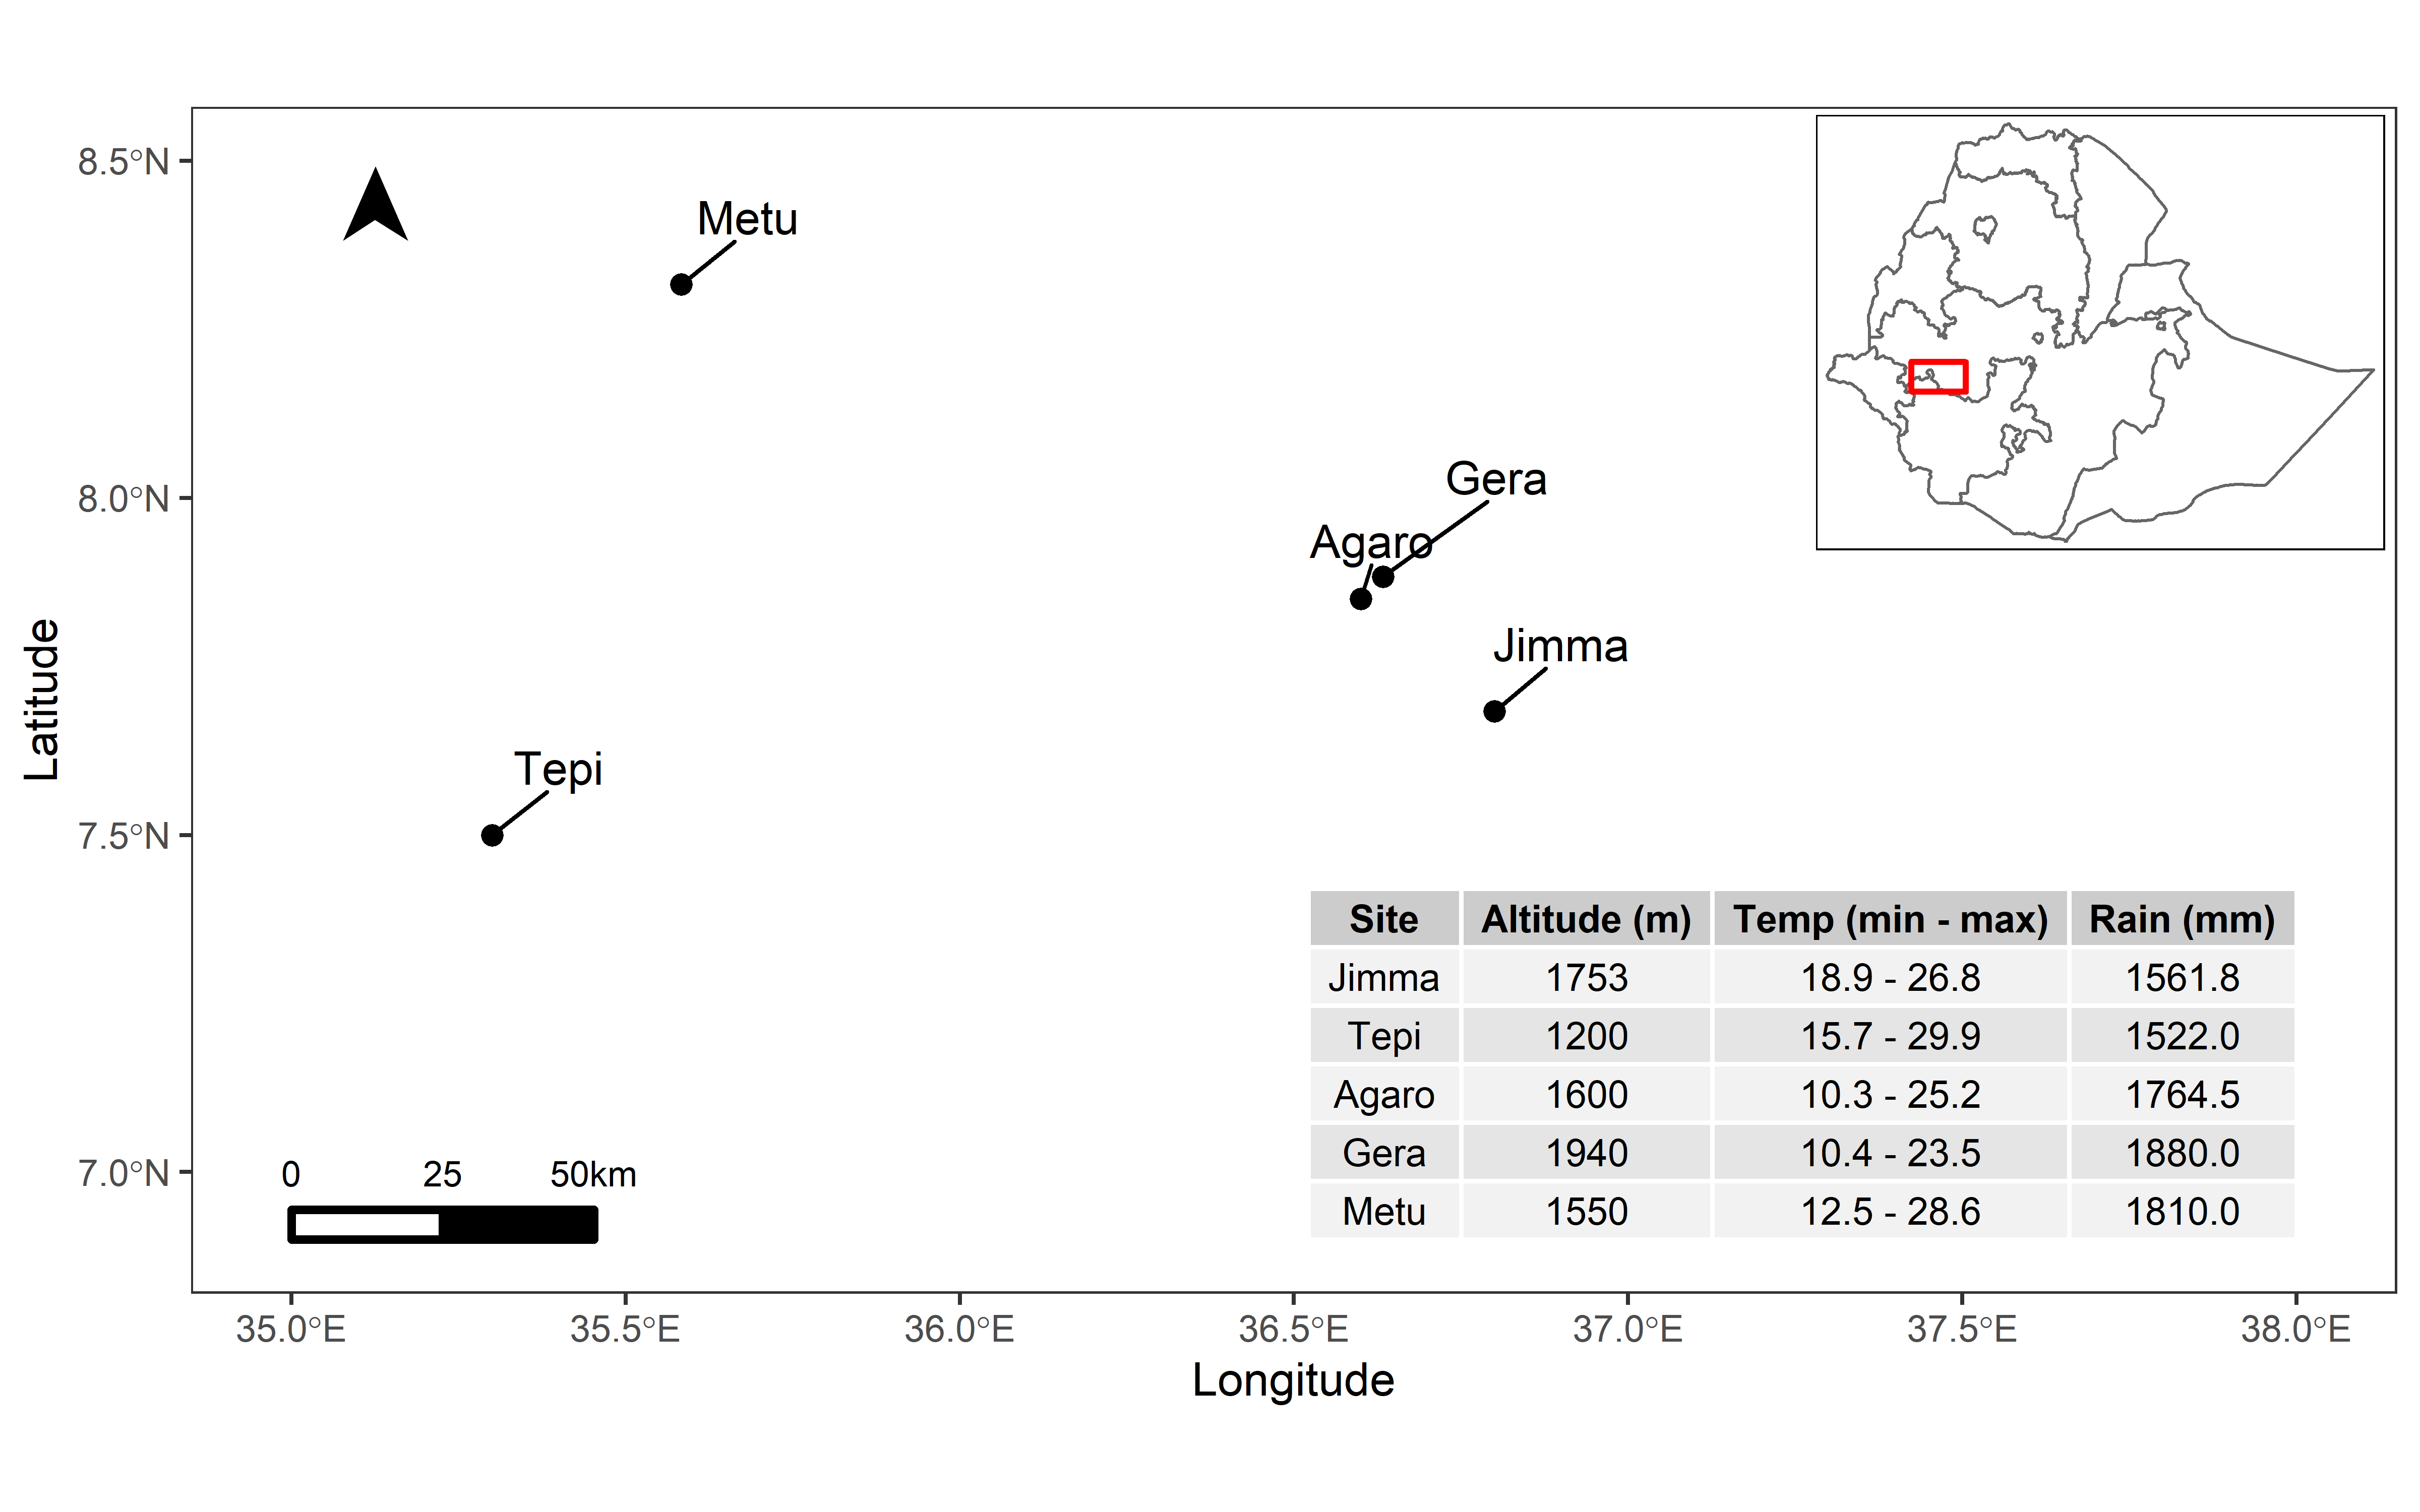 8.5°N
Metu
Gera
8.0°N
Agaro
Jimma
Latitude
Tepi
7.5°N
Site Altitude (m) Temp (min - max) Rain (mm)
Jimma 1753 18.9 - 26.8 1561.8
Tepi 1200 15.7 - 29.9 1522.0
Agaro 1600 10.3 - 25.2 1764.5
Gera 1940 10.4 - 23.5 1880.0
Metu 1550 12.5 - 28.6 1810.0
7.0°N
0 25 50km
35.0°E 35.5°E 36.0°E 36.5°E 37.0°E 37.5°E 38.0°E
Longitude